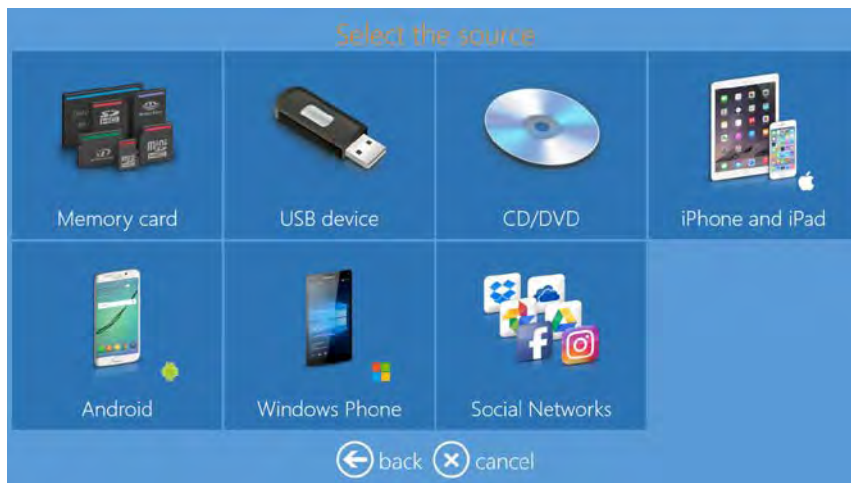 Select the source
Memory card
USB device
CD/DVD
iPhone and iPad
Android
Windows Phone
Social Networks
back cancel